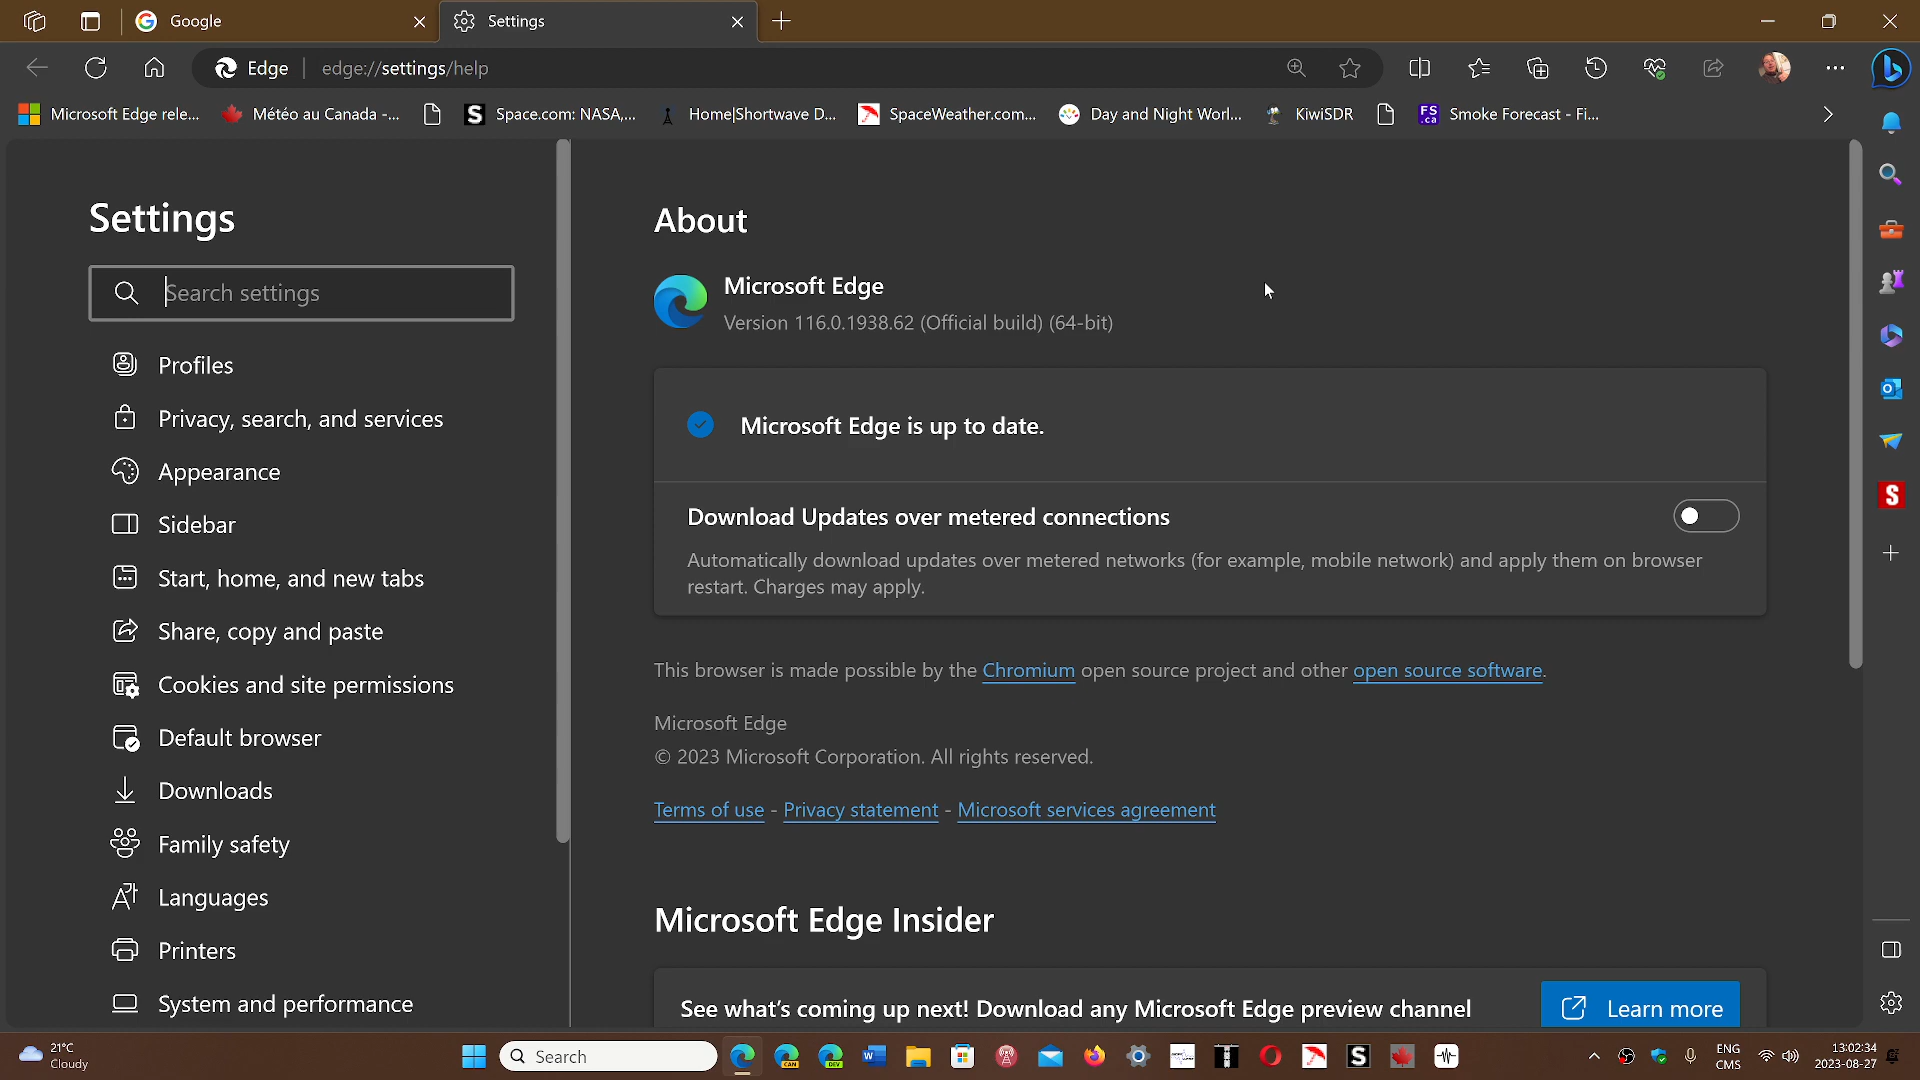 Google
Settings
Edge
edge://settings/help
Microsoft Edge rele...
Météo au Canada -...
S
Space.com: NASA,...
Home|Shortwave D...
SpaceWeather.com...
Day and Night Worl...
KiwiSDR
FS
.ca
Smoke Forecast - Fi...
Settings
Search settings
Profiles
Privacy, search, and services
Appearance
Sidebar
Start, home, and new tabs
Share, copy and paste
Cookies and site permissions
Default browser
Downloads
Family safety
Languages
Printers
System and performance
About
Microsoft Edge
Version 116.0.1938.62 (Official build) (64-bit)
Microsoft Edge is up to date.
Download Updates over metered connections
Automatically download updates over metered networks (for example, mobile network) and apply them on browser
restart. Charges may apply.
This browser is made possible by the Chromium open source project and other open source software.
Microsoft Edge
© 2023 Microsoft Corporation. All rights reserved.
Terms of use - Privacy statement - Microsoft services agreement
Microsoft Edge Insider
See what's coming up next! Download any Microsoft Edge preview channel
Learn more
S
21°C
Cloudy
Search
CAN
DEV
S
ENG
CMS
13:02:34
2023-08-27